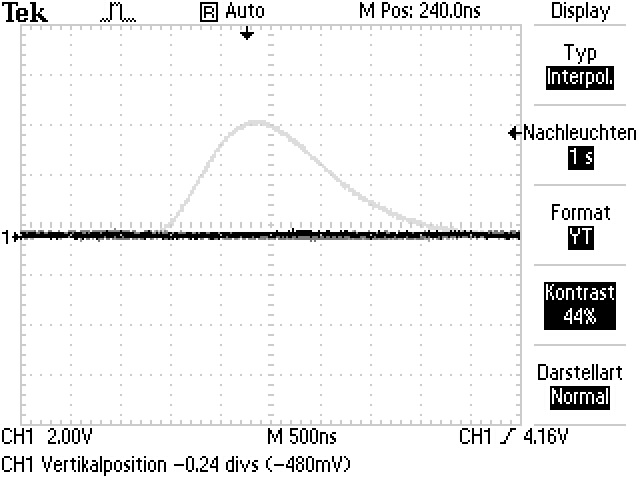 Tek R Auto M Pos: 240.0ns Display
Typ
Interpol.
Nachleuchten
1 s
Format
YT
Kontrast
44%
Darstellart
Normal
1
CH1 2.00V M 500ns CH1 4.16V
CH1 Vertikalposition -0.24 divs (-480mV)